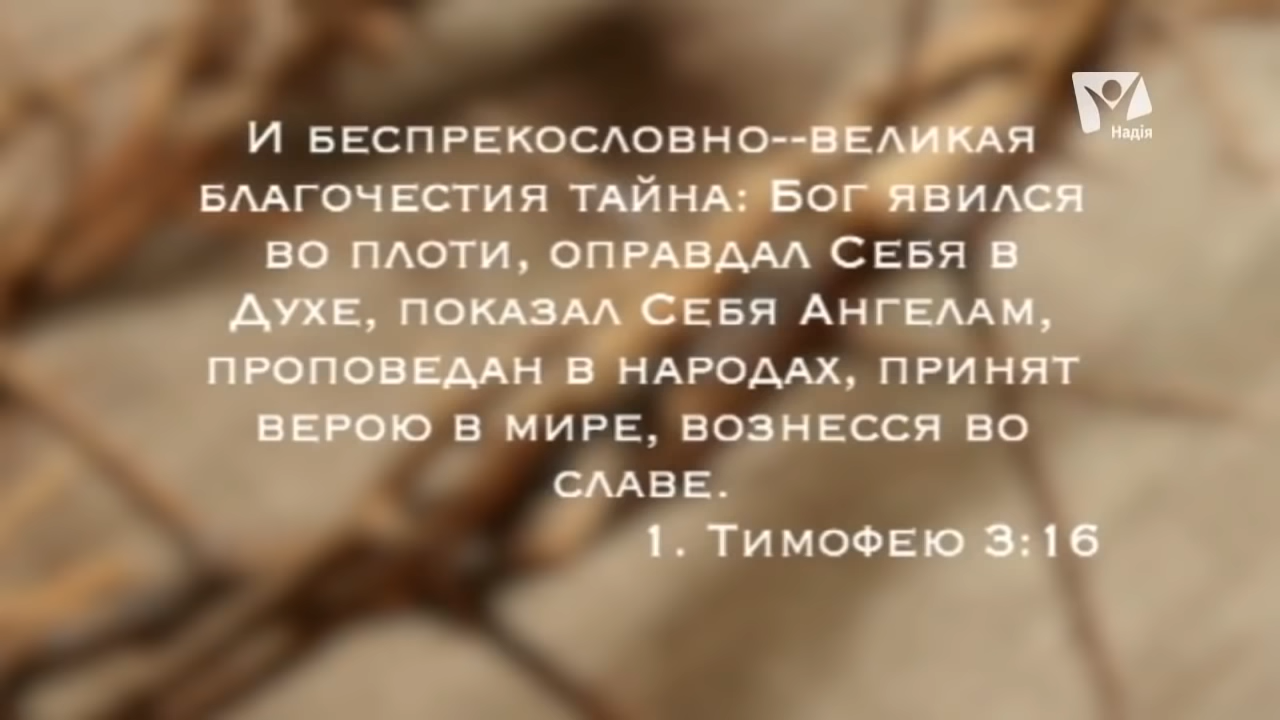 И беспрекословно--великая
благочестия тайна: Бог явился
во плоти, оправдал Себя в
Духе, показал Себя Ангелам,
проповедан в народах, принят
верою в мире, вознесся во
славе.
1. Тимофею 3:16
Надія